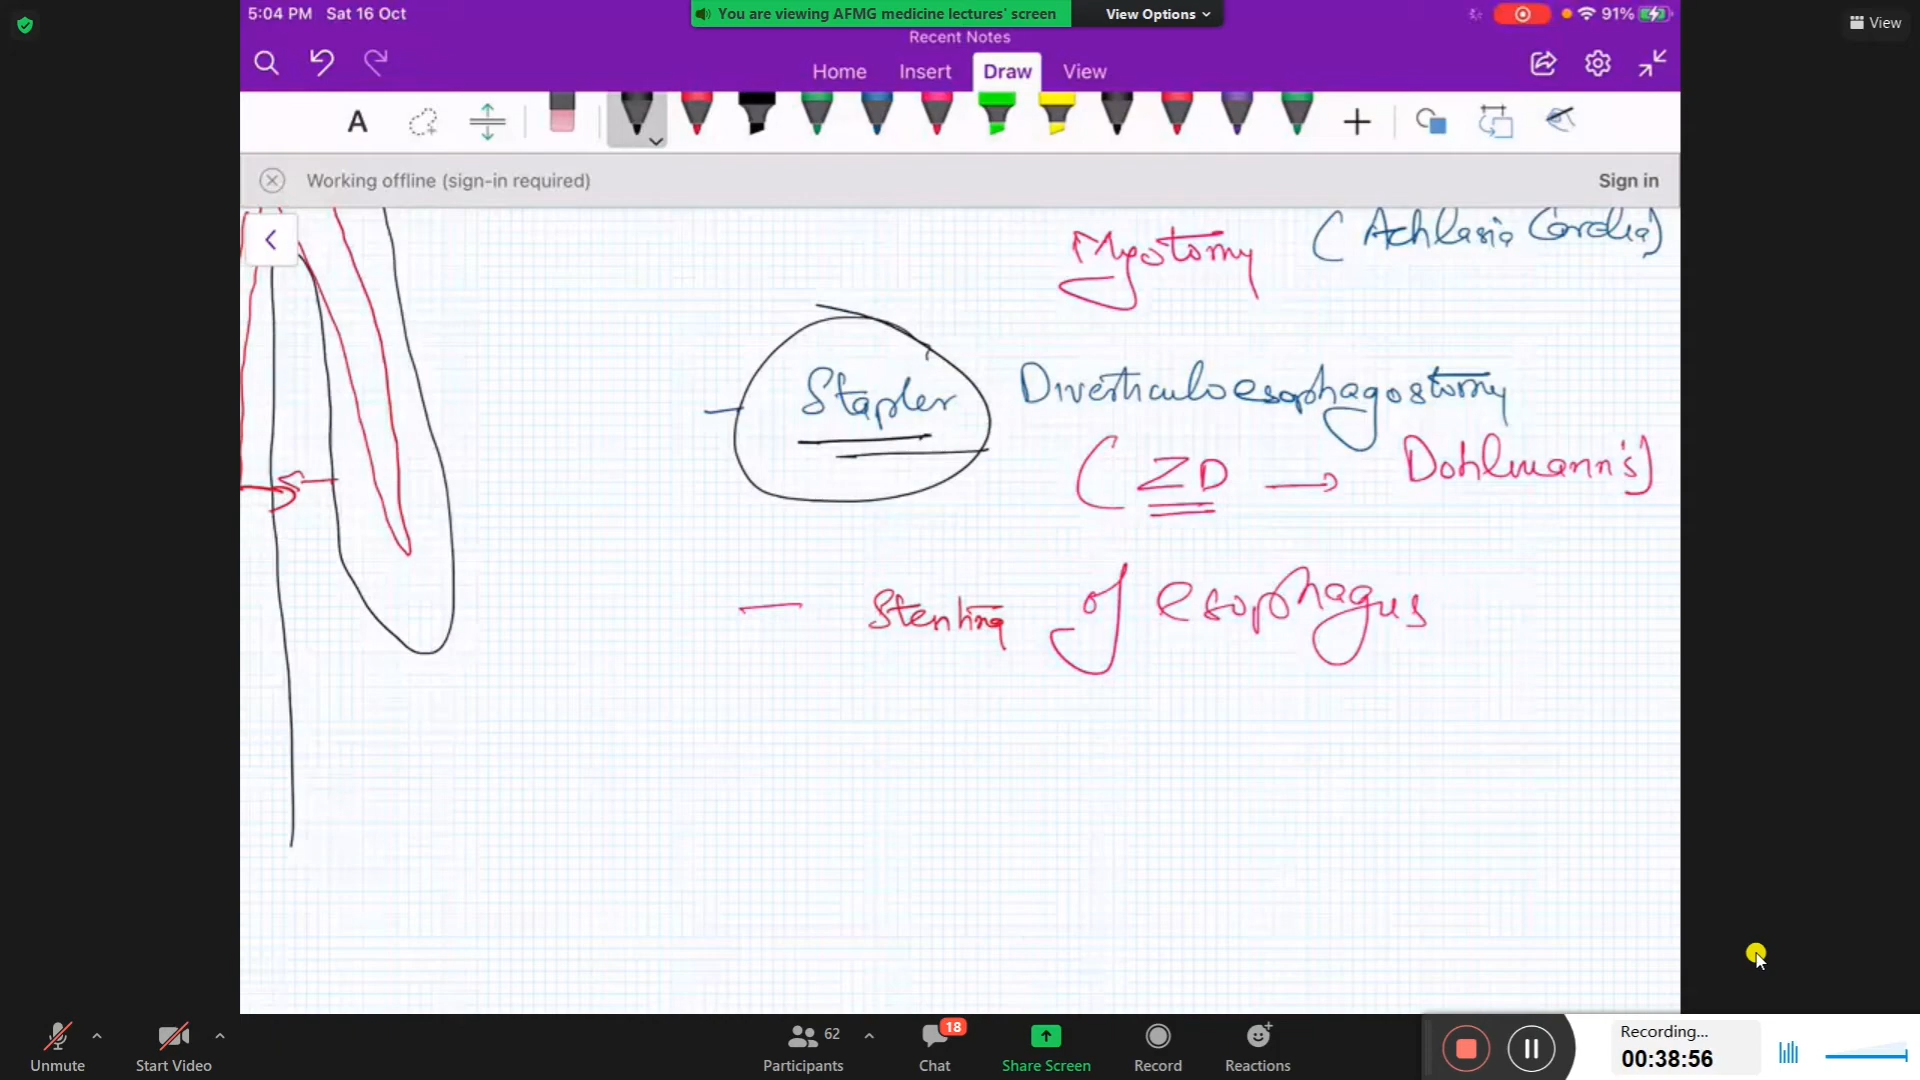 5:04 PM Sat 16 Oct
You are viewing AFMG medicine lectures' screen
View Options
91%
View
Recent Notes
Home Insert Draw View
A
Working offline (sign-in required)
Sign in
Myotomy (Achlasia Cardia)
- Stapler Diverticuloesophagostomy
(ZD → Dohlmann's)
- Stenting of esophagus
Unmute
Start Video
62
Participants
18
Chat
Share Screen
Record
Reactions
Recording...
00:38:56